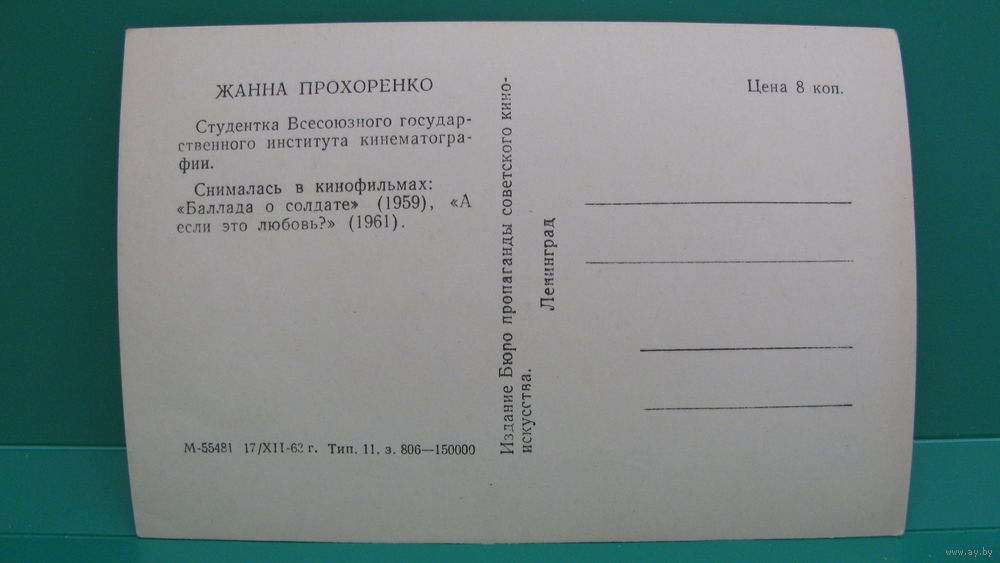 ЖАННА ПРОХОРЕНКО
Студентка Всесоюзного государ-
ственного института кинематогра-
фии.
Снималась в кинофильмах:
«Баллада о солдате» (1959), «А
если это любовь?» (1961).
М-55481 17/XII-62 г. Тип. 11, з. 806—150000
Издание Бюро пропаганды советского кино-
искусства.
Ленинград
Цена 8 коп.
www.ay.by